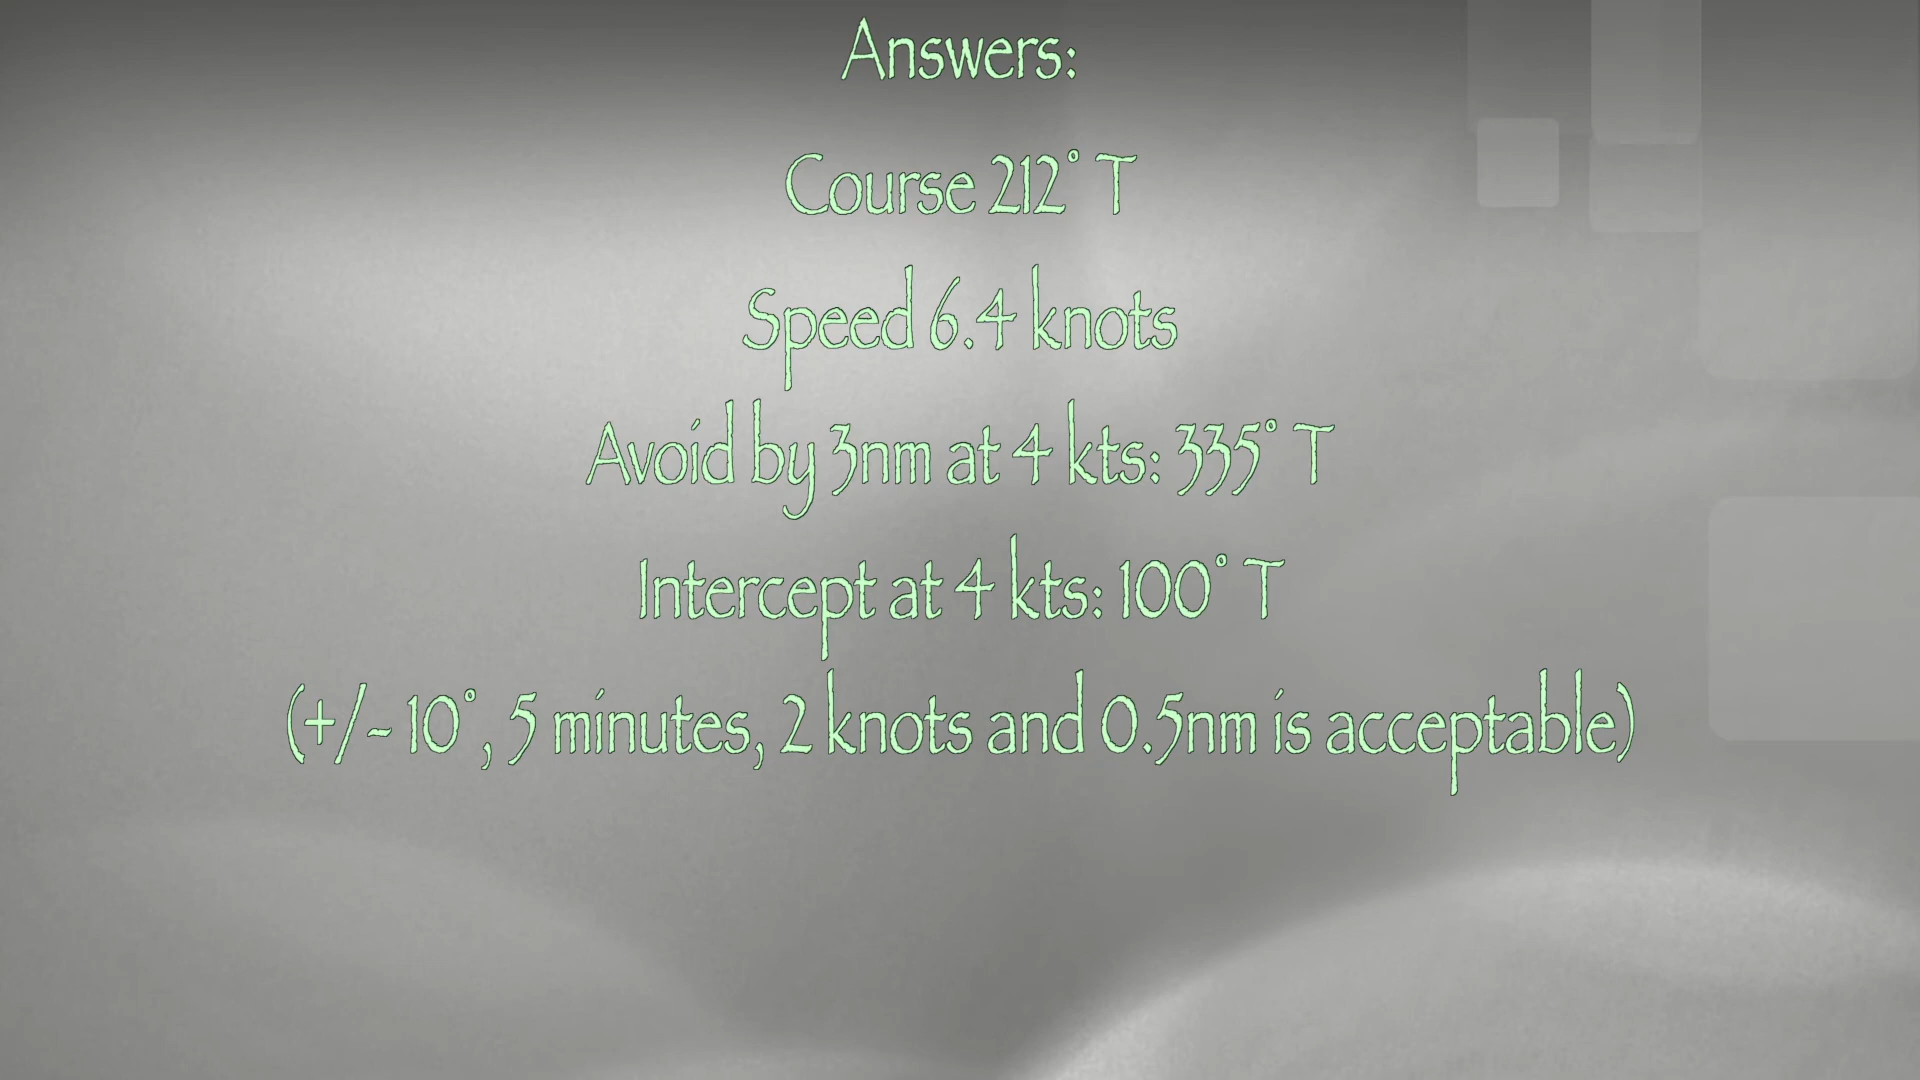 Answers:
Course 212° T
Speed 6.4 knots
Avoid by 3nm at 4 kts: 335° T
Intercept at 4 kts: 100° T
(+/- 10°, 5 minutes, 2 knots and 0.5nm is acceptable)